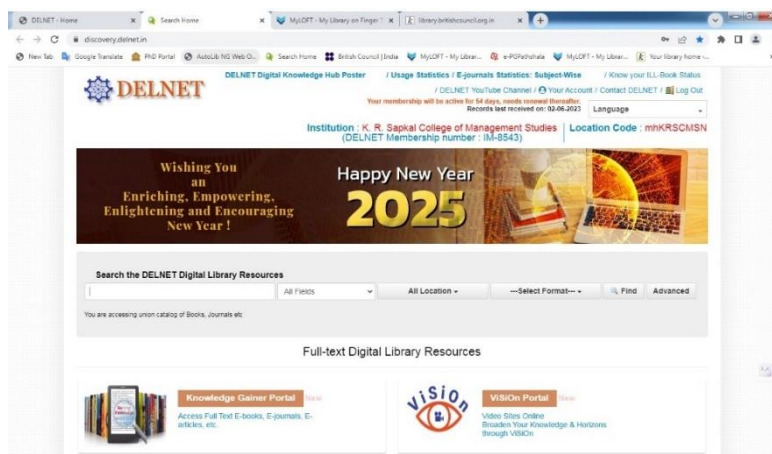 DELNET - Home
Search Home
MyLOFT - My Library on Finger T
library.britishcouncil.org.in
discovery.delnet.in
New Tab
Google Translate
PhD Portal
AutoLib NG Web O...
Search Home
British Council | India
MyLOFT - My Librar...
e-PGPathshala
MyLOFT - My Librar...
Your library home -...
DELNET
DELNET Digital Knowledge Hub Poster / Usage Statistics / E-journals Statistics: Subject-Wise / Know your ILL-Book Status
/ DELNET YouTube Channel / Your Account / Contact DELNET / Log Out
Your membership will be active for 54 days, needs renewal thereafter.
Records last received on: 02-06-2023
Language
Institution : K. R. Sapkal College of Management Studies
Location Code : mhKRSCMSN
(DELNET Membership number : IM-8543)
Wishing You
an
Enriching, Empowering,
Enlightening and Encouraging
New Year !
Happy New Year
2025
Search the DELNET Digital Library Resources
All Fields
All Location
---Select Format---
Find
Advanced
You are accessing union catalog of Books, Journals etc
Full-text Digital Library Resources
Knowledge Gainer Portal New
Access Full Text E-books, E-journals, E-
articles, etc.
ViSiOn
ViSiOn Portal New
Video Sites Online
Broaden Your Knowledge & Horizons
through ViSiOn